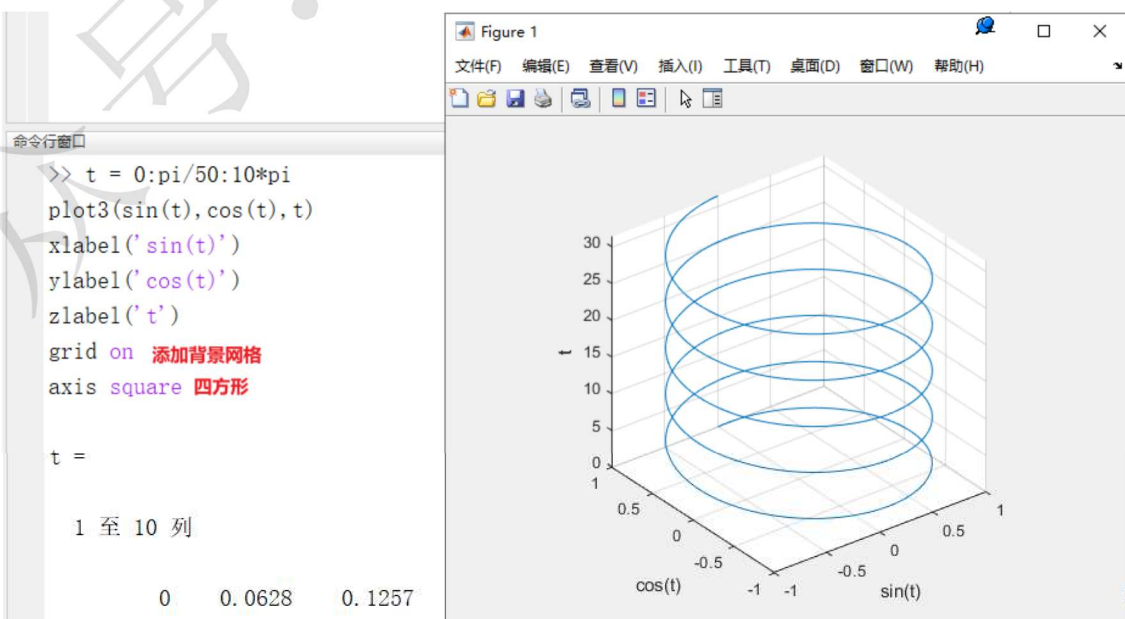 Figure 1
文件(F) 编辑(E) 查看(V) 插入(I) 工具(T) 桌面(D) 窗口(W) 帮助(H)
命令行窗口
>> t = 0:pi/50:10*pi
plot3(sin(t),cos(t),t)
xlabel('sin(t)')
ylabel('cos(t)')
zlabel('t')
grid on 添加背景网格
axis square 四方形
t =
1 至 10 列
0 0.0628 0.1257
30
25
20
15
10
5
0
t
1
0.5
0
-0.5
-1
cos(t)
-1
-0.5
0
0.5
1
sin(t)
号